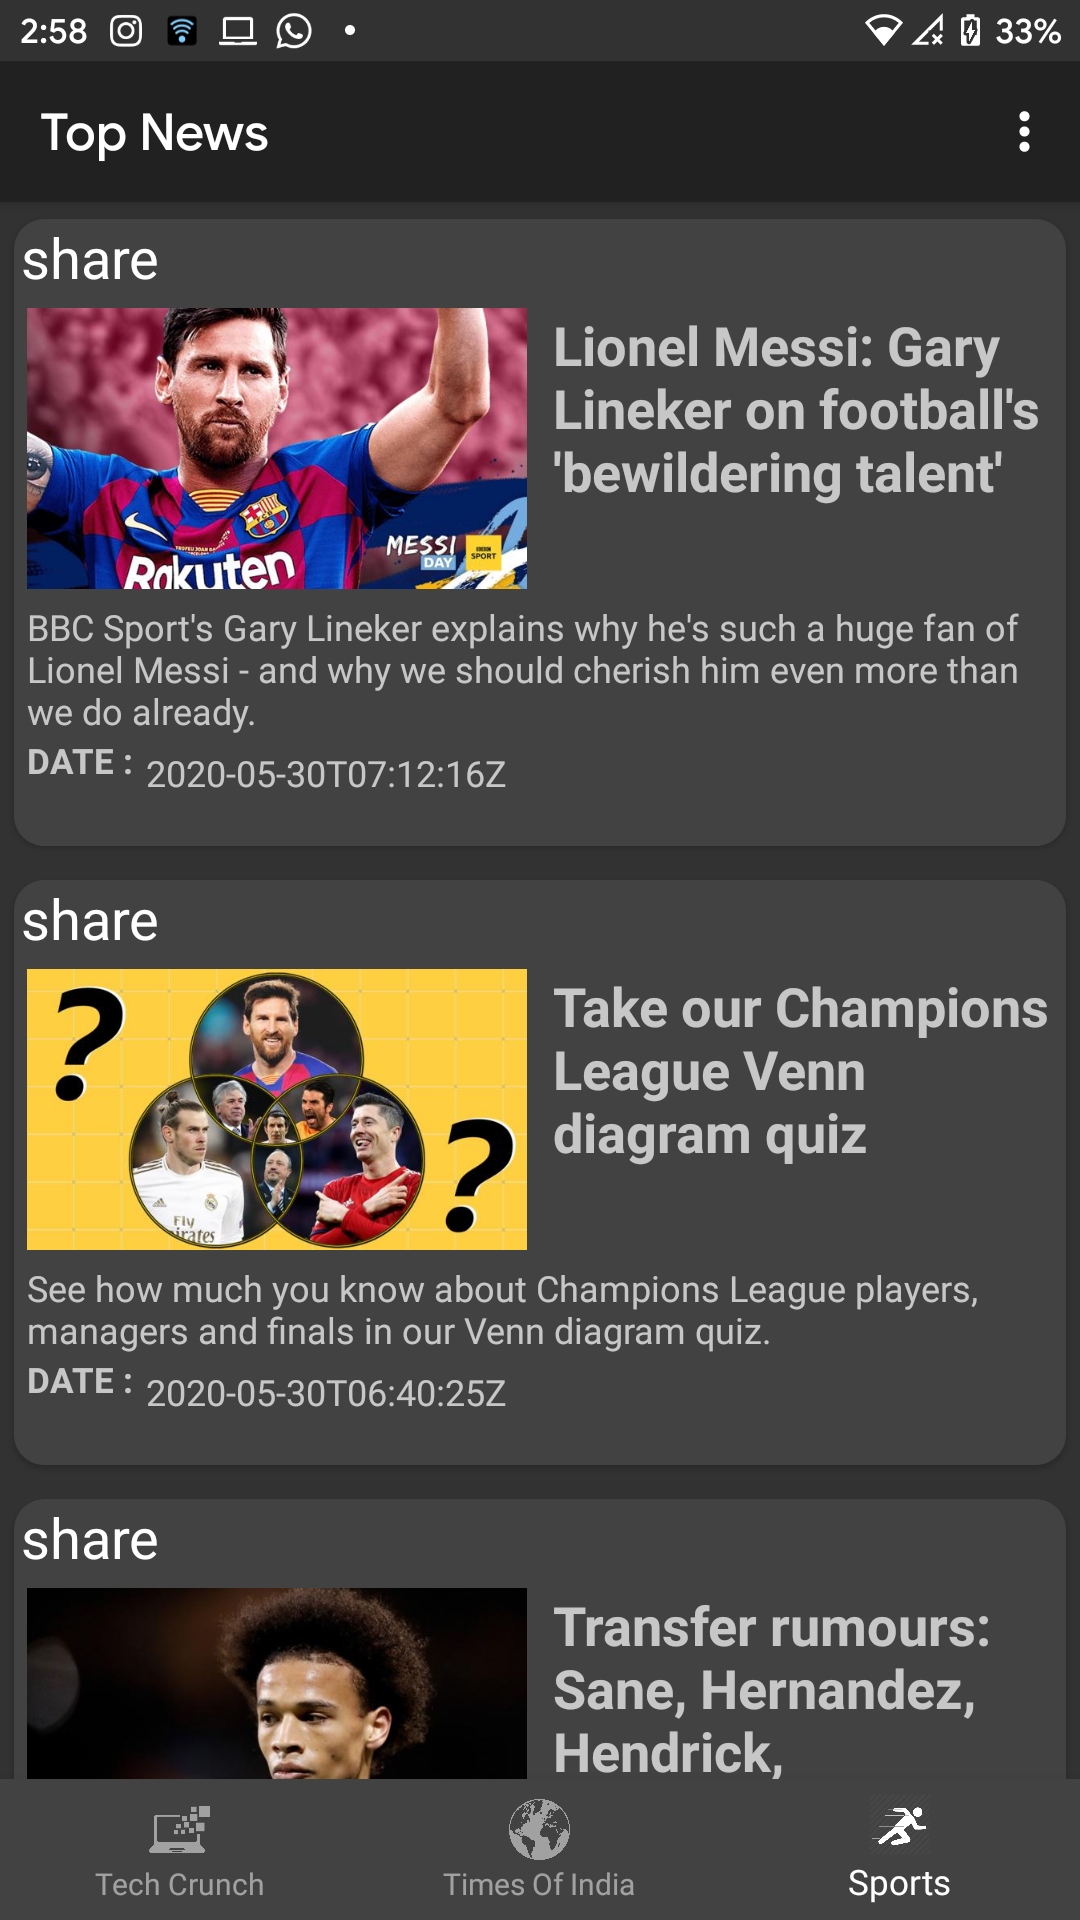 2:58
33%
Top News
share
Lionel Messi: Gary
Lineker on football's
'bewildering talent'
Rakuten
MESSI
DAY
SPORT
BBC Sport's Gary Lineker explains why he's such a huge fan of
Lionel Messi - and why we should cherish him even more than
we do already.
DATE : 2020-05-30T07:12:16Z
share
? ?
Fly
Take our Champions
League Venn
diagram quiz
See how much you know about Champions League players,
managers and finals in our Venn diagram quiz.
DATE : 2020-05-30T06:40:25Z
share
Transfer rumours:
Sane, Hernandez,
Hendrick,
Tech Crunch
Times Of India
Sports